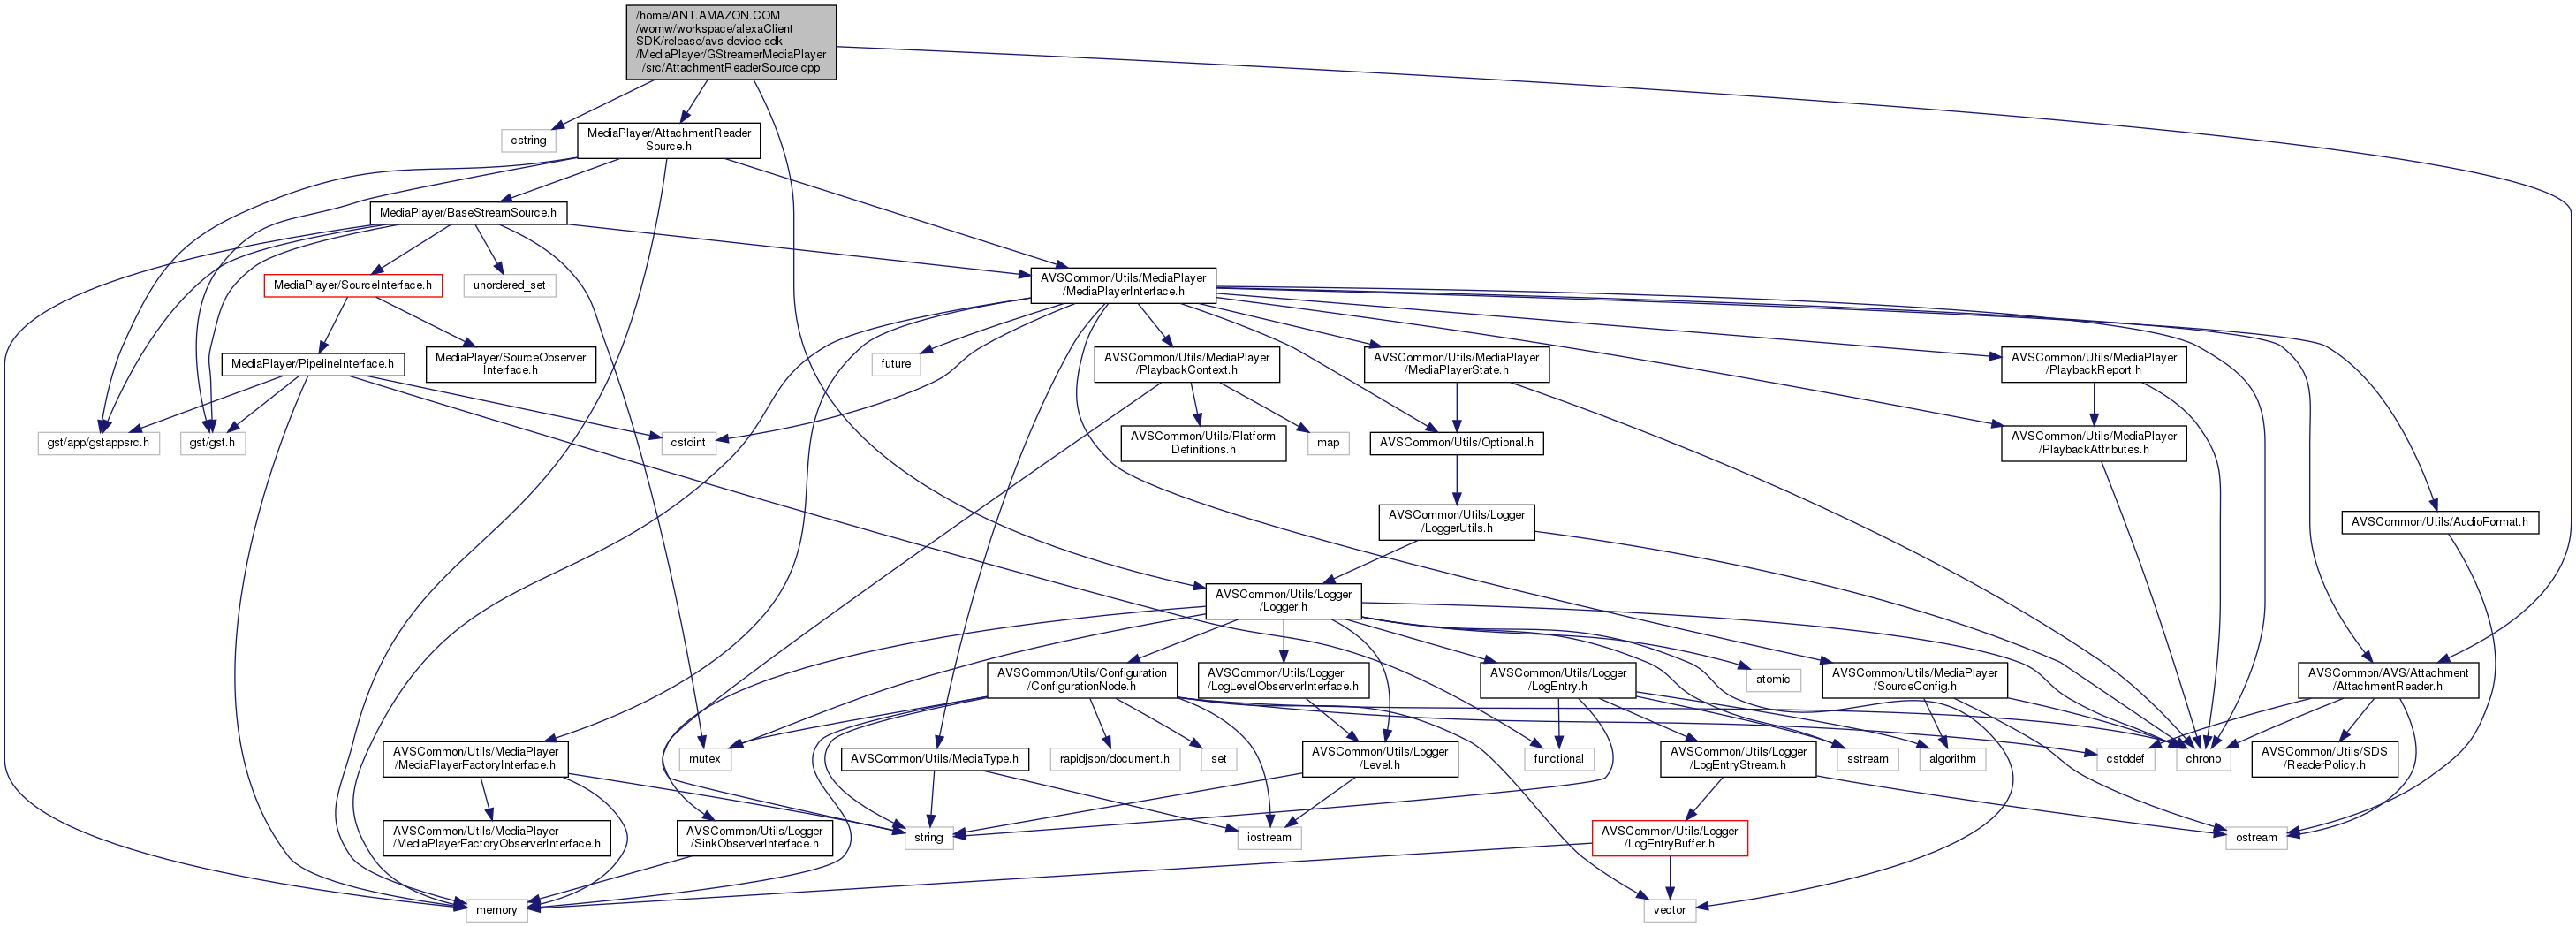 /home/ANT.AMAZON.COM
/womw/workspace/alexaClient
SDK/release/avs-device-sdk
/MediaPlayer/GStreamerMediaPlayer
/src/AttachmentReaderSource.cpp
cstring
MediaPlayer/AttachmentReader
Source.h
MediaPlayer/BaseStreamSource.h
MediaPlayer/SourceInterface.h
unordered_set
AVSCommon/Utils/MediaPlayer
/MediaPlayerInterface.h
MediaPlayer/PipelineInterface.h
MediaPlayer/SourceObserver
Interface.h
future
AVSCommon/Utils/MediaPlayer
/PlaybackContext.h
AVSCommon/Utils/MediaPlayer
/MediaPlayerState.h
AVSCommon/Utils/MediaPlayer
/PlaybackReport.h
gst/app/gstappsrc.h
gst/gst.h
cstdint
AVSCommon/Utils/Platform
Definitions.h
map
AVSCommon/Utils/Optional.h
AVSCommon/Utils/MediaPlayer
/PlaybackAttributes.h
AVSCommon/Utils/Logger
/LoggerUtils.h
AVSCommon/Utils/AudioFormat.h
AVSCommon/Utils/Logger
/Logger.h
AVSCommon/Utils/Configuration
/ConfigurationNode.h
AVSCommon/Utils/Logger
/LogLevelObserverInterface.h
AVSCommon/Utils/Logger
/LogEntry.h
atomic
AVSCommon/Utils/MediaPlayer
/SourceConfig.h
AVSCommon/AVS/Attachment
/AttachmentReader.h
AVSCommon/Utils/MediaPlayer
/MediaPlayerFactoryInterface.h
mutex
AVSCommon/Utils/MediaType.h
rapidjson/document.h
set
AVSCommon/Utils/Logger
/Level.h
functional
AVSCommon/Utils/Logger
/LogEntryStream.h
sstream
algorithm
cstddef
chrono
AVSCommon/Utils/SDS
/ReaderPolicy.h
AVSCommon/Utils/MediaPlayer
/MediaPlayerFactoryObserverInterface.h
AVSCommon/Utils/Logger
/SinkObserverInterface.h
string
iostream
AVSCommon/Utils/Logger
/LogEntryBuffer.h
ostream
memory
vector